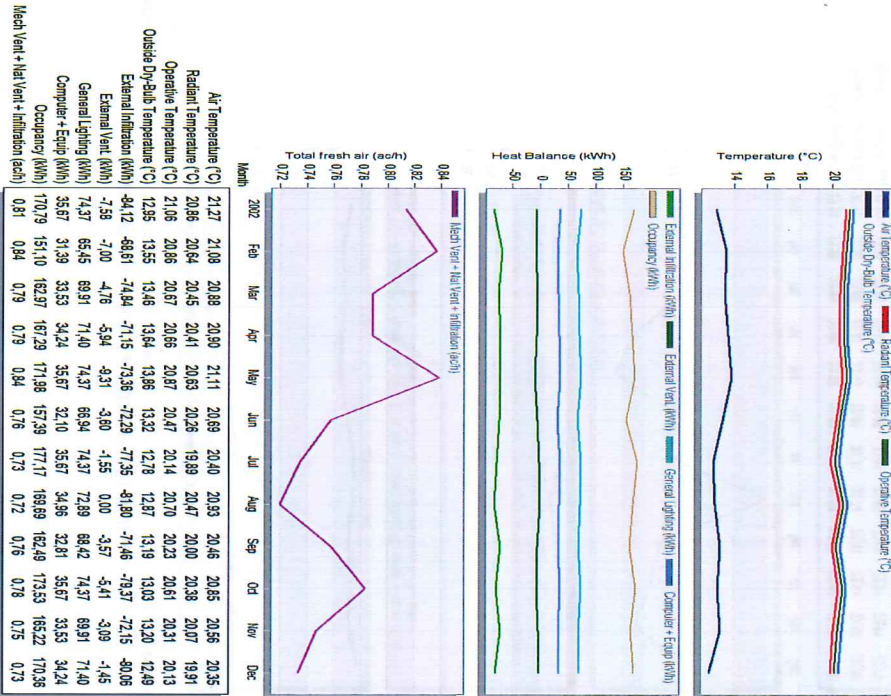 Air Temperature (°C) Radiant Temperature (°C) Operative Temperature (°C)
Outside Dry-Bulb Temperature (°C)
Temperature (°C)
20
18
16
14
External Infiltration (kWh) External Vent. (kWh) General Lighting (kWh) Computer + Equip (kWh)
Occupancy (kWh)
Heat Balance (kWh)
150
100
50
0
-50
Mech Vent + Nat Vent + Infiltration (ac/h)
Total fresh air (ac/h)
0,84
0,82
0,80
0,78
0,76
0,74
0,72
Month 2002 Feb Mar Apr May Jun Jul Aug Sep Oct Nov Dec
Air Temperature (°C) 21,27 21,08 20,88 20,90 21,11 20,69 20,40 20,93 20,46 20,85 20,56 20,35
Radiant Temperature (°C) 20,86 20,64 20,45 20,41 20,63 20,26 19,89 20,47 20,00 20,38 20,07 19,91
Operative Temperature (°C) 21,06 20,86 20,67 20,66 20,87 20,47 20,14 20,70 20,23 20,61 20,31 20,13
Outside Dry-Bulb Temperature (°C) 12,95 13,55 13,46 13,64 13,86 13,32 12,78 12,87 13,19 13,03 13,20 12,49
External Infiltration (kWh) -84,12 -68,61 -74,84 -71,15 -73,36 -72,29 -77,35 -81,80 -71,46 -79,37 -72,15 -80,06
External Vent. (kWh) -7,58 -7,00 -4,76 -5,94 -9,31 -3,60 -1,55 0,00 -3,57 -5,41 -3,09 -1,45
General Lighting (kWh) 74,37 65,45 69,91 71,40 74,37 66,94 74,37 72,89 68,42 74,37 69,91 71,40
Computer + Equip (kWh) 35,67 31,39 33,53 34,24 35,67 32,10 35,67 34,96 32,81 35,67 33,53 34,24
Occupancy (kWh) 170,79 151,10 162,97 167,29 171,98 157,39 177,17 169,69 162,49 173,53 165,22 170,36
Mech Vent + Nat Vent + Infiltration (ac/h) 0,81 0,84 0,79 0,79 0,84 0,76 0,73 0,72 0,76 0,78 0,75 0,73